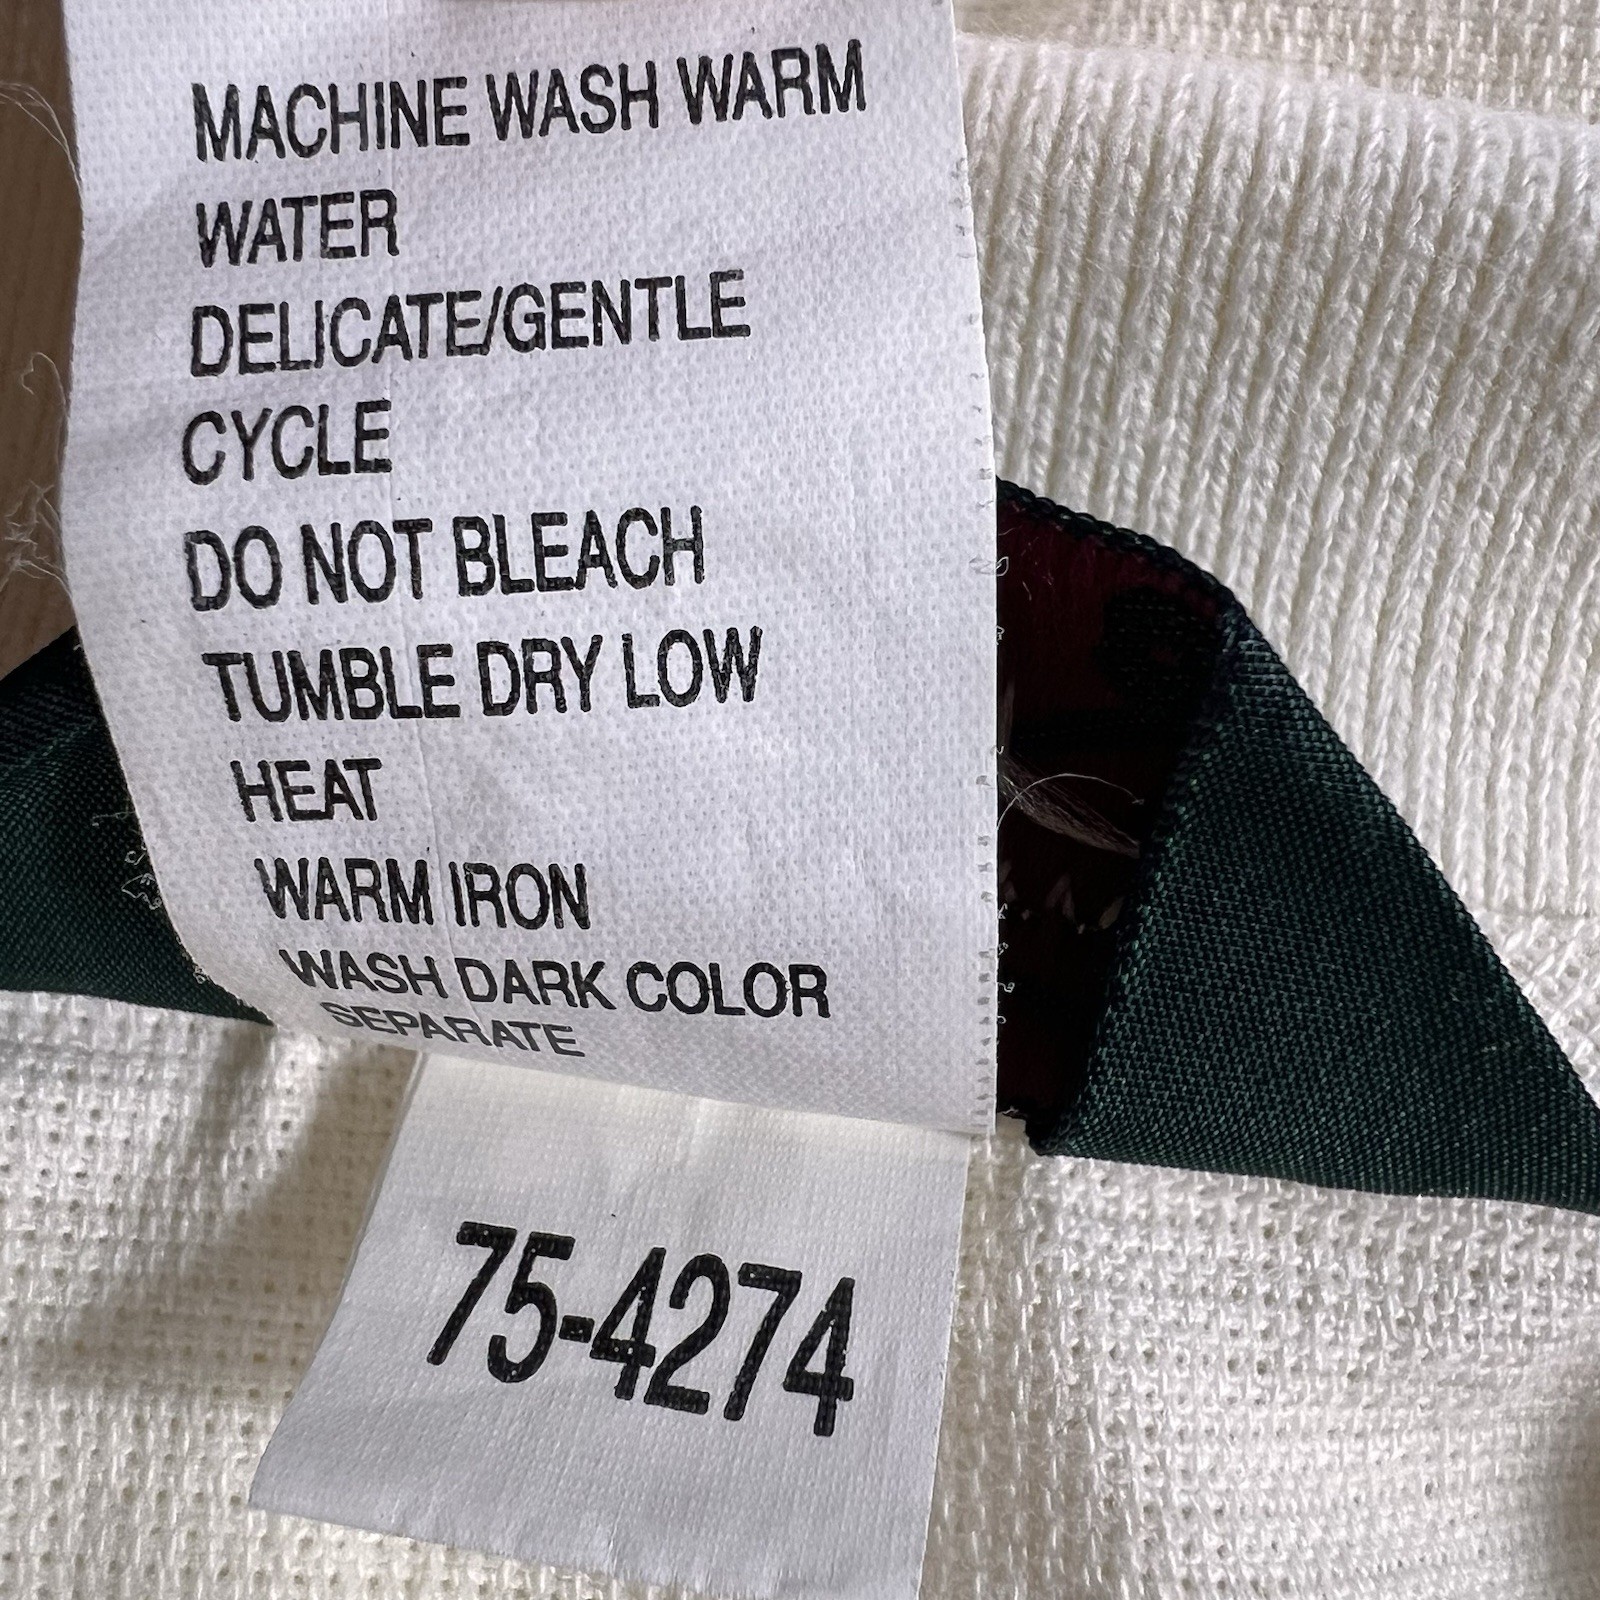 MACHINE WASH WARM
WATER
DELICATE/GENTLE
CYCLE
DO NOT BLEACH
TUMBLE DRY LOW
HEAT
WARM IRON
WASH DARK COLOR
SEPARATE
75-4274